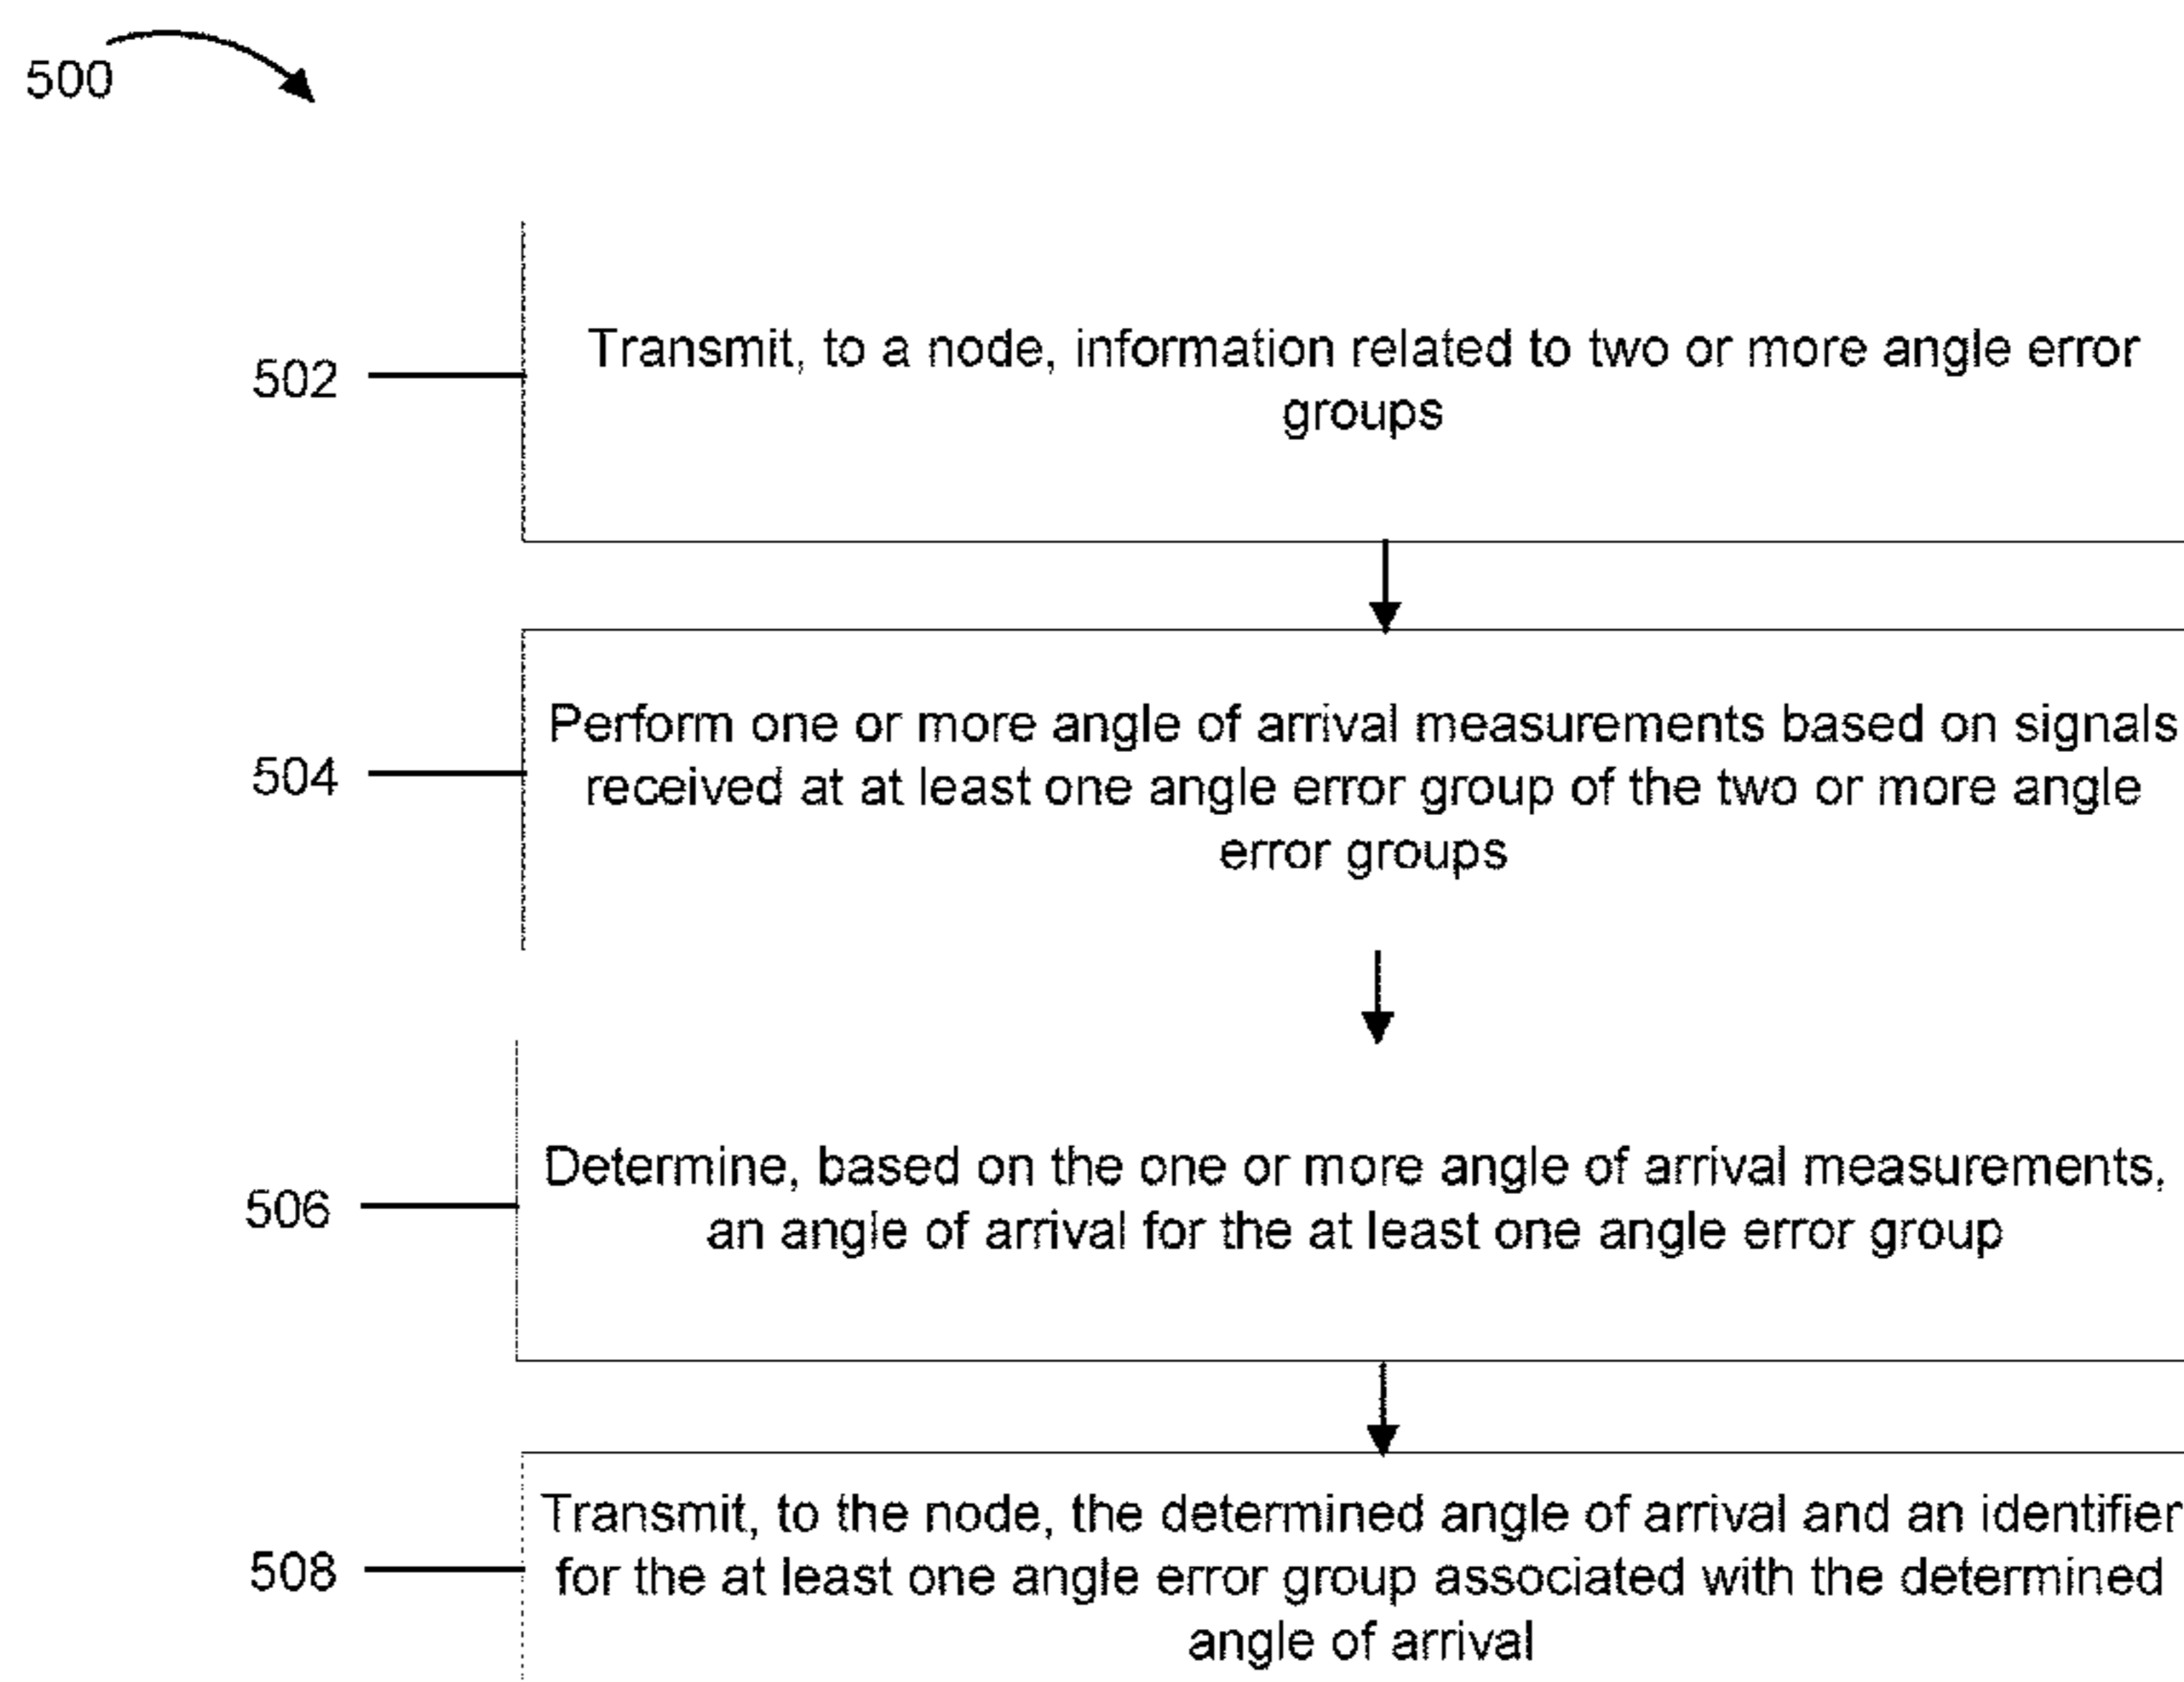 500
502
Transmit, to a node, information related to two or more angle error
groups
504
Perform one or more angle of arrival measurements based on signals
received at at least one angle error group of the two or more angle
error groups
506
Determine, based on the one or more angle of arrival measurements,
an angle of arrival for the at least one angle error group
508
Transmit, to the node, the determined angle of arrival and an identifier
for the at least one angle error group associated with the determined
angle of arrival